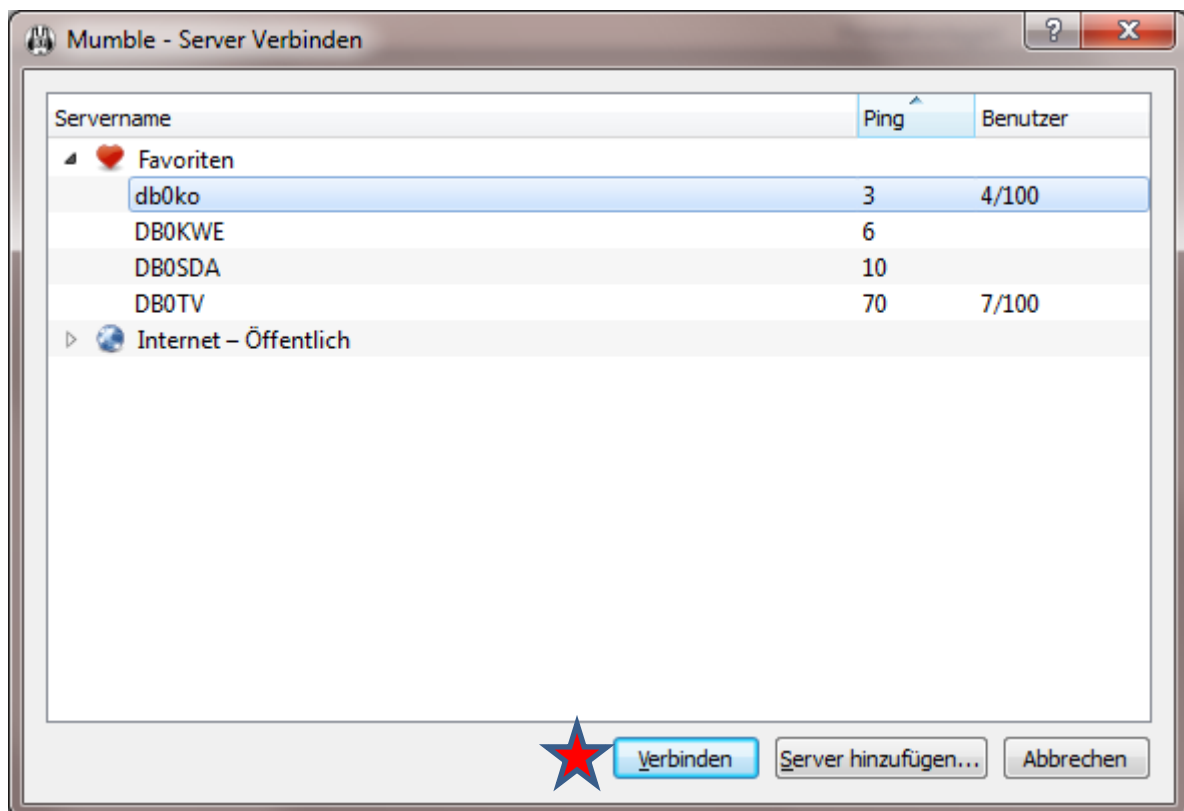 Mumble - Server Verbinden
Servername Ping Benutzer
Favoriten
db0ko 3 4/100
DB0KWE 6
DB0SDA 10
DB0TV 70 7/100
Internet – Öffentlich
Verbinden Server hinzufügen... Abbrechen